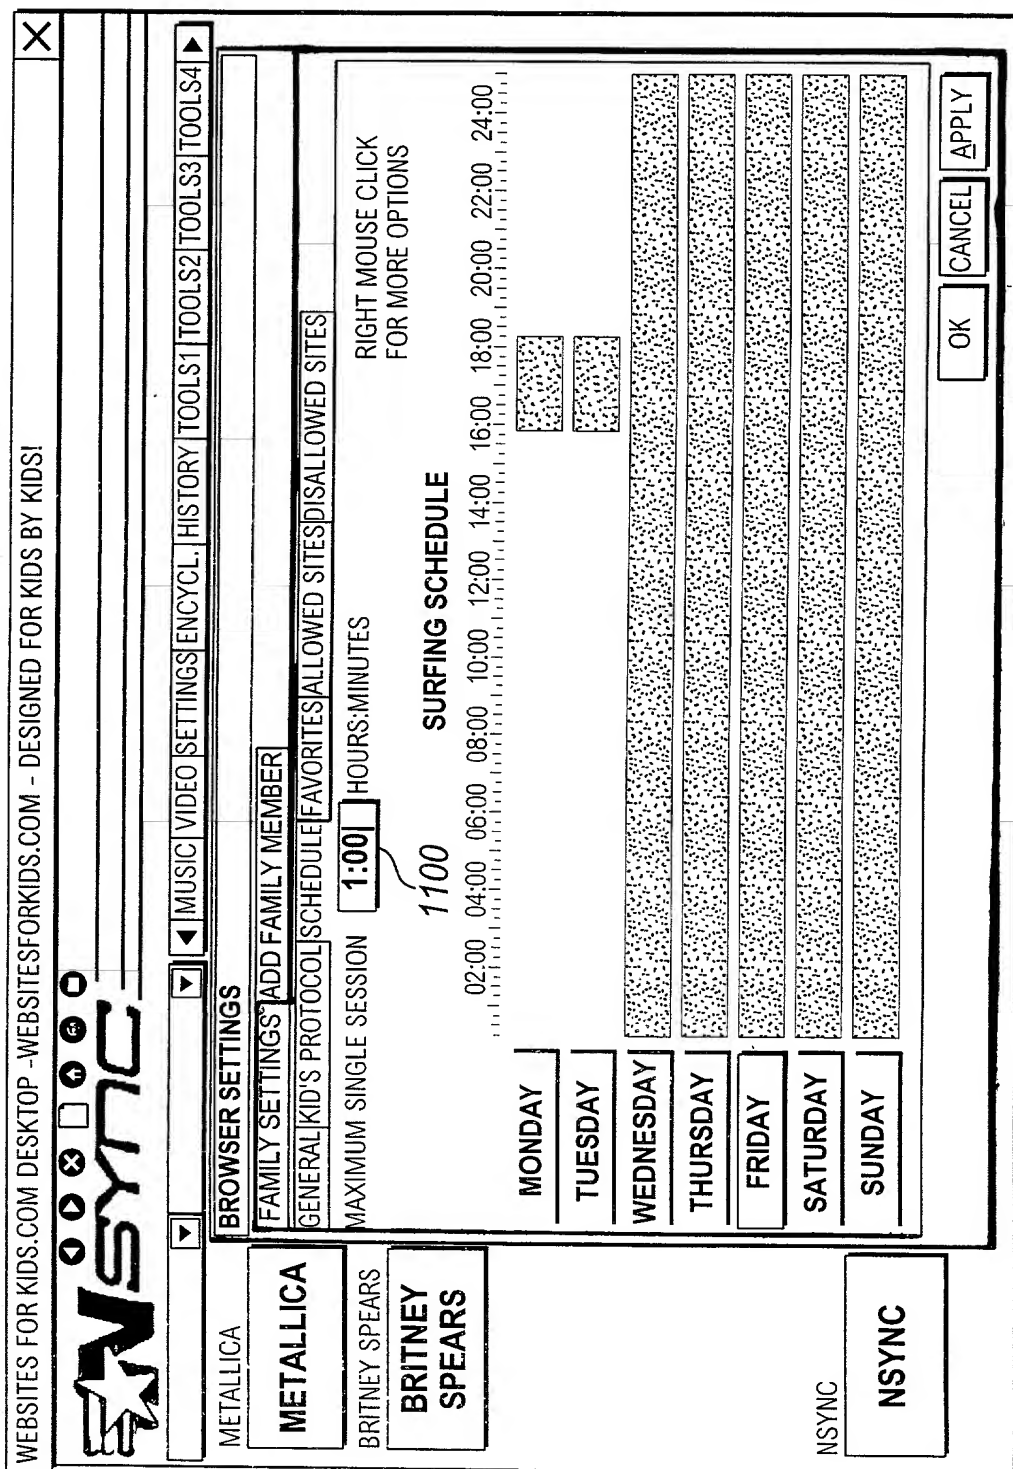 WEBSITES FOR KIDS.COM DESKTOP -WEBSITESFORKIDS.COM - DESIGNED FOR KIDS BY KIDS!
NSYNC
MUSIC VIDEO SETTINGS ENCYCL. HISTORY TOOLS1 TOOLS2 TOOLS3 TOOLS4
METALLICA
METALLICA
BRITNEY SPEARS
BRITNEY
SPEARS
NSYNC
NSYNC
BROWSER SETTINGS
FAMILY SETTINGS ADD FAMILY MEMBER
GENERAL KID'S PROTOCOL SCHEDULE FAVORITES ALLOWED SITES DISALLOWED SITES
MAXIMUM SINGLE SESSION 1:00 HOURS:MINUTES
RIGHT MOUSE CLICK
FOR MORE OPTIONS
1100
SURFING SCHEDULE
02:00 04:00 06:00 08:00 10:00 12:00 14:00 16:00 18:00 20:00 22:00 24:00
MONDAY
TUESDAY
WEDNESDAY
THURSDAY
FRIDAY
SATURDAY
SUNDAY
OK CANCEL APPLY